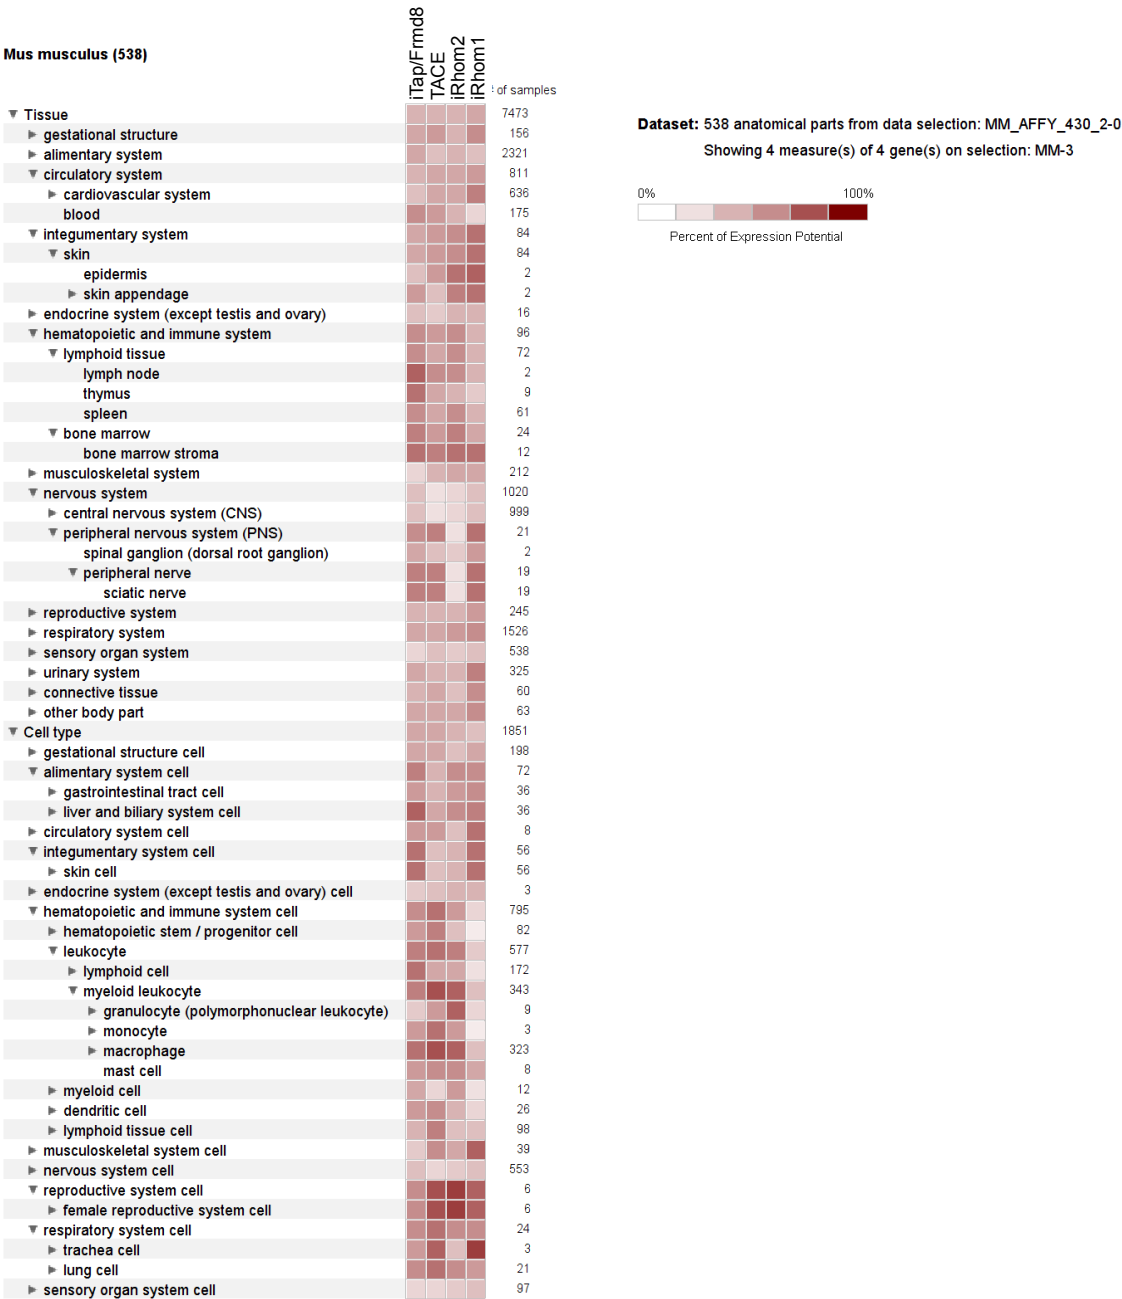 Mus musculus (538)
iTap/Frmd8
TACE
iRhom2
iRhom1
of samples
Tissue 7473
gestational structure 156
alimentary system 2321
circulatory system 811
cardiovascular system 636
blood 175
integumentary system 84
skin 84
epidermis 2
skin appendage 2
endocrine system (except testis and ovary) 16
hematopoietic and immune system 96
lymphoid tissue 72
lymph node 2
thymus 9
spleen 61
bone marrow 24
bone marrow stroma 12
musculoskeletal system 212
nervous system 1020
central nervous system (CNS) 999
peripheral nervous system (PNS) 21
spinal ganglion (dorsal root ganglion) 2
peripheral nerve 19
sciatic nerve 19
reproductive system 245
respiratory system 1526
sensory organ system 538
urinary system 325
connective tissue 60
other body part 63
Cell type 1851
gestational structure cell 198
alimentary system cell 72
gastrointestinal tract cell 36
liver and biliary system cell 36
circulatory system cell 8
integumentary system cell 56
skin cell 56
endocrine system (except testis and ovary) cell 3
hematopoietic and immune system cell 795
hematopoietic stem / progenitor cell 82
leukocyte 577
lymphoid cell 172
myeloid leukocyte 343
granulocyte (polymorphonuclear leukocyte) 9
monocyte 3
macrophage 323
mast cell 8
myeloid cell 12
dendritic cell 26
lymphoid tissue cell 98
musculoskeletal system cell 39
nervous system cell 553
reproductive system cell 6
female reproductive system cell 6
respiratory system cell 24
trachea cell 3
lung cell 21
sensory organ system cell 97
Dataset: 538 anatomical parts from data selection: MM_AFFY_430_2-0
Showing 4 measure(s) of 4 gene(s) on selection: MM-3
0% 100%
Percent of Expression Potential